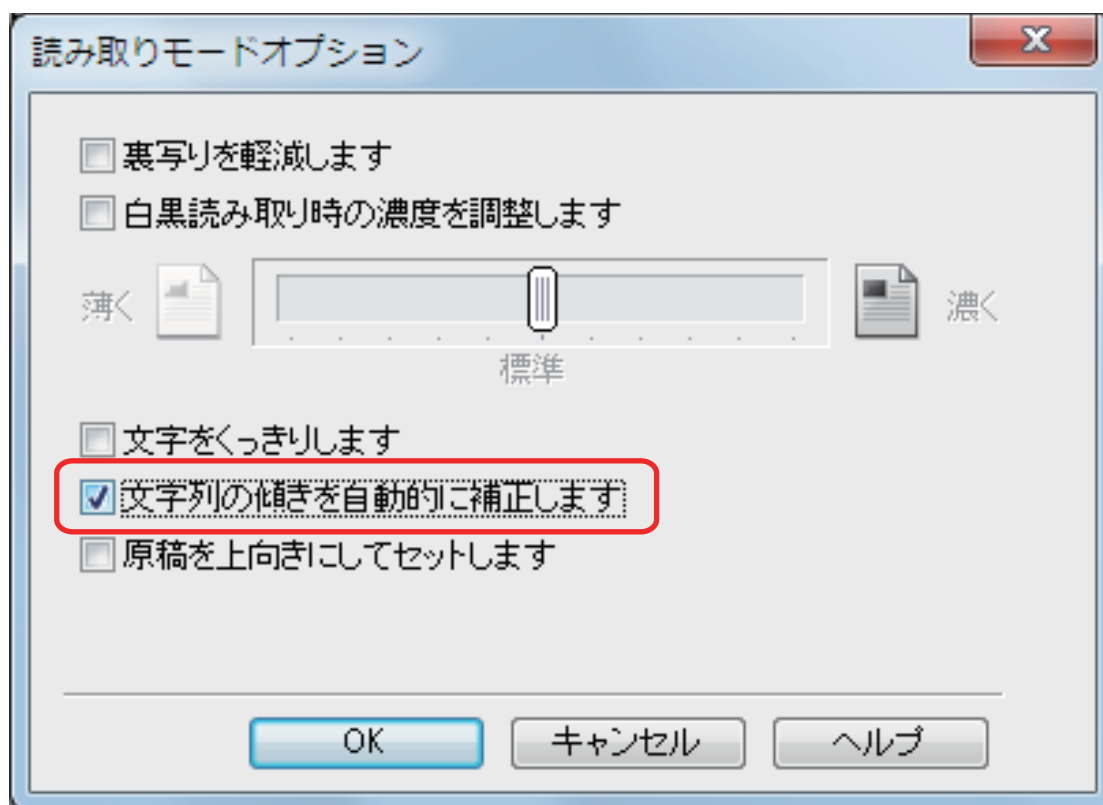 読み取りモードオプション
裏写りを軽減します
白黒読み取り時の濃度を調整します
薄く 濃く
標準
文字をくっきりします
文字列の傾きを自動的に補正します
原稿を上向きにしてセットします
OK キャンセル ヘルプ